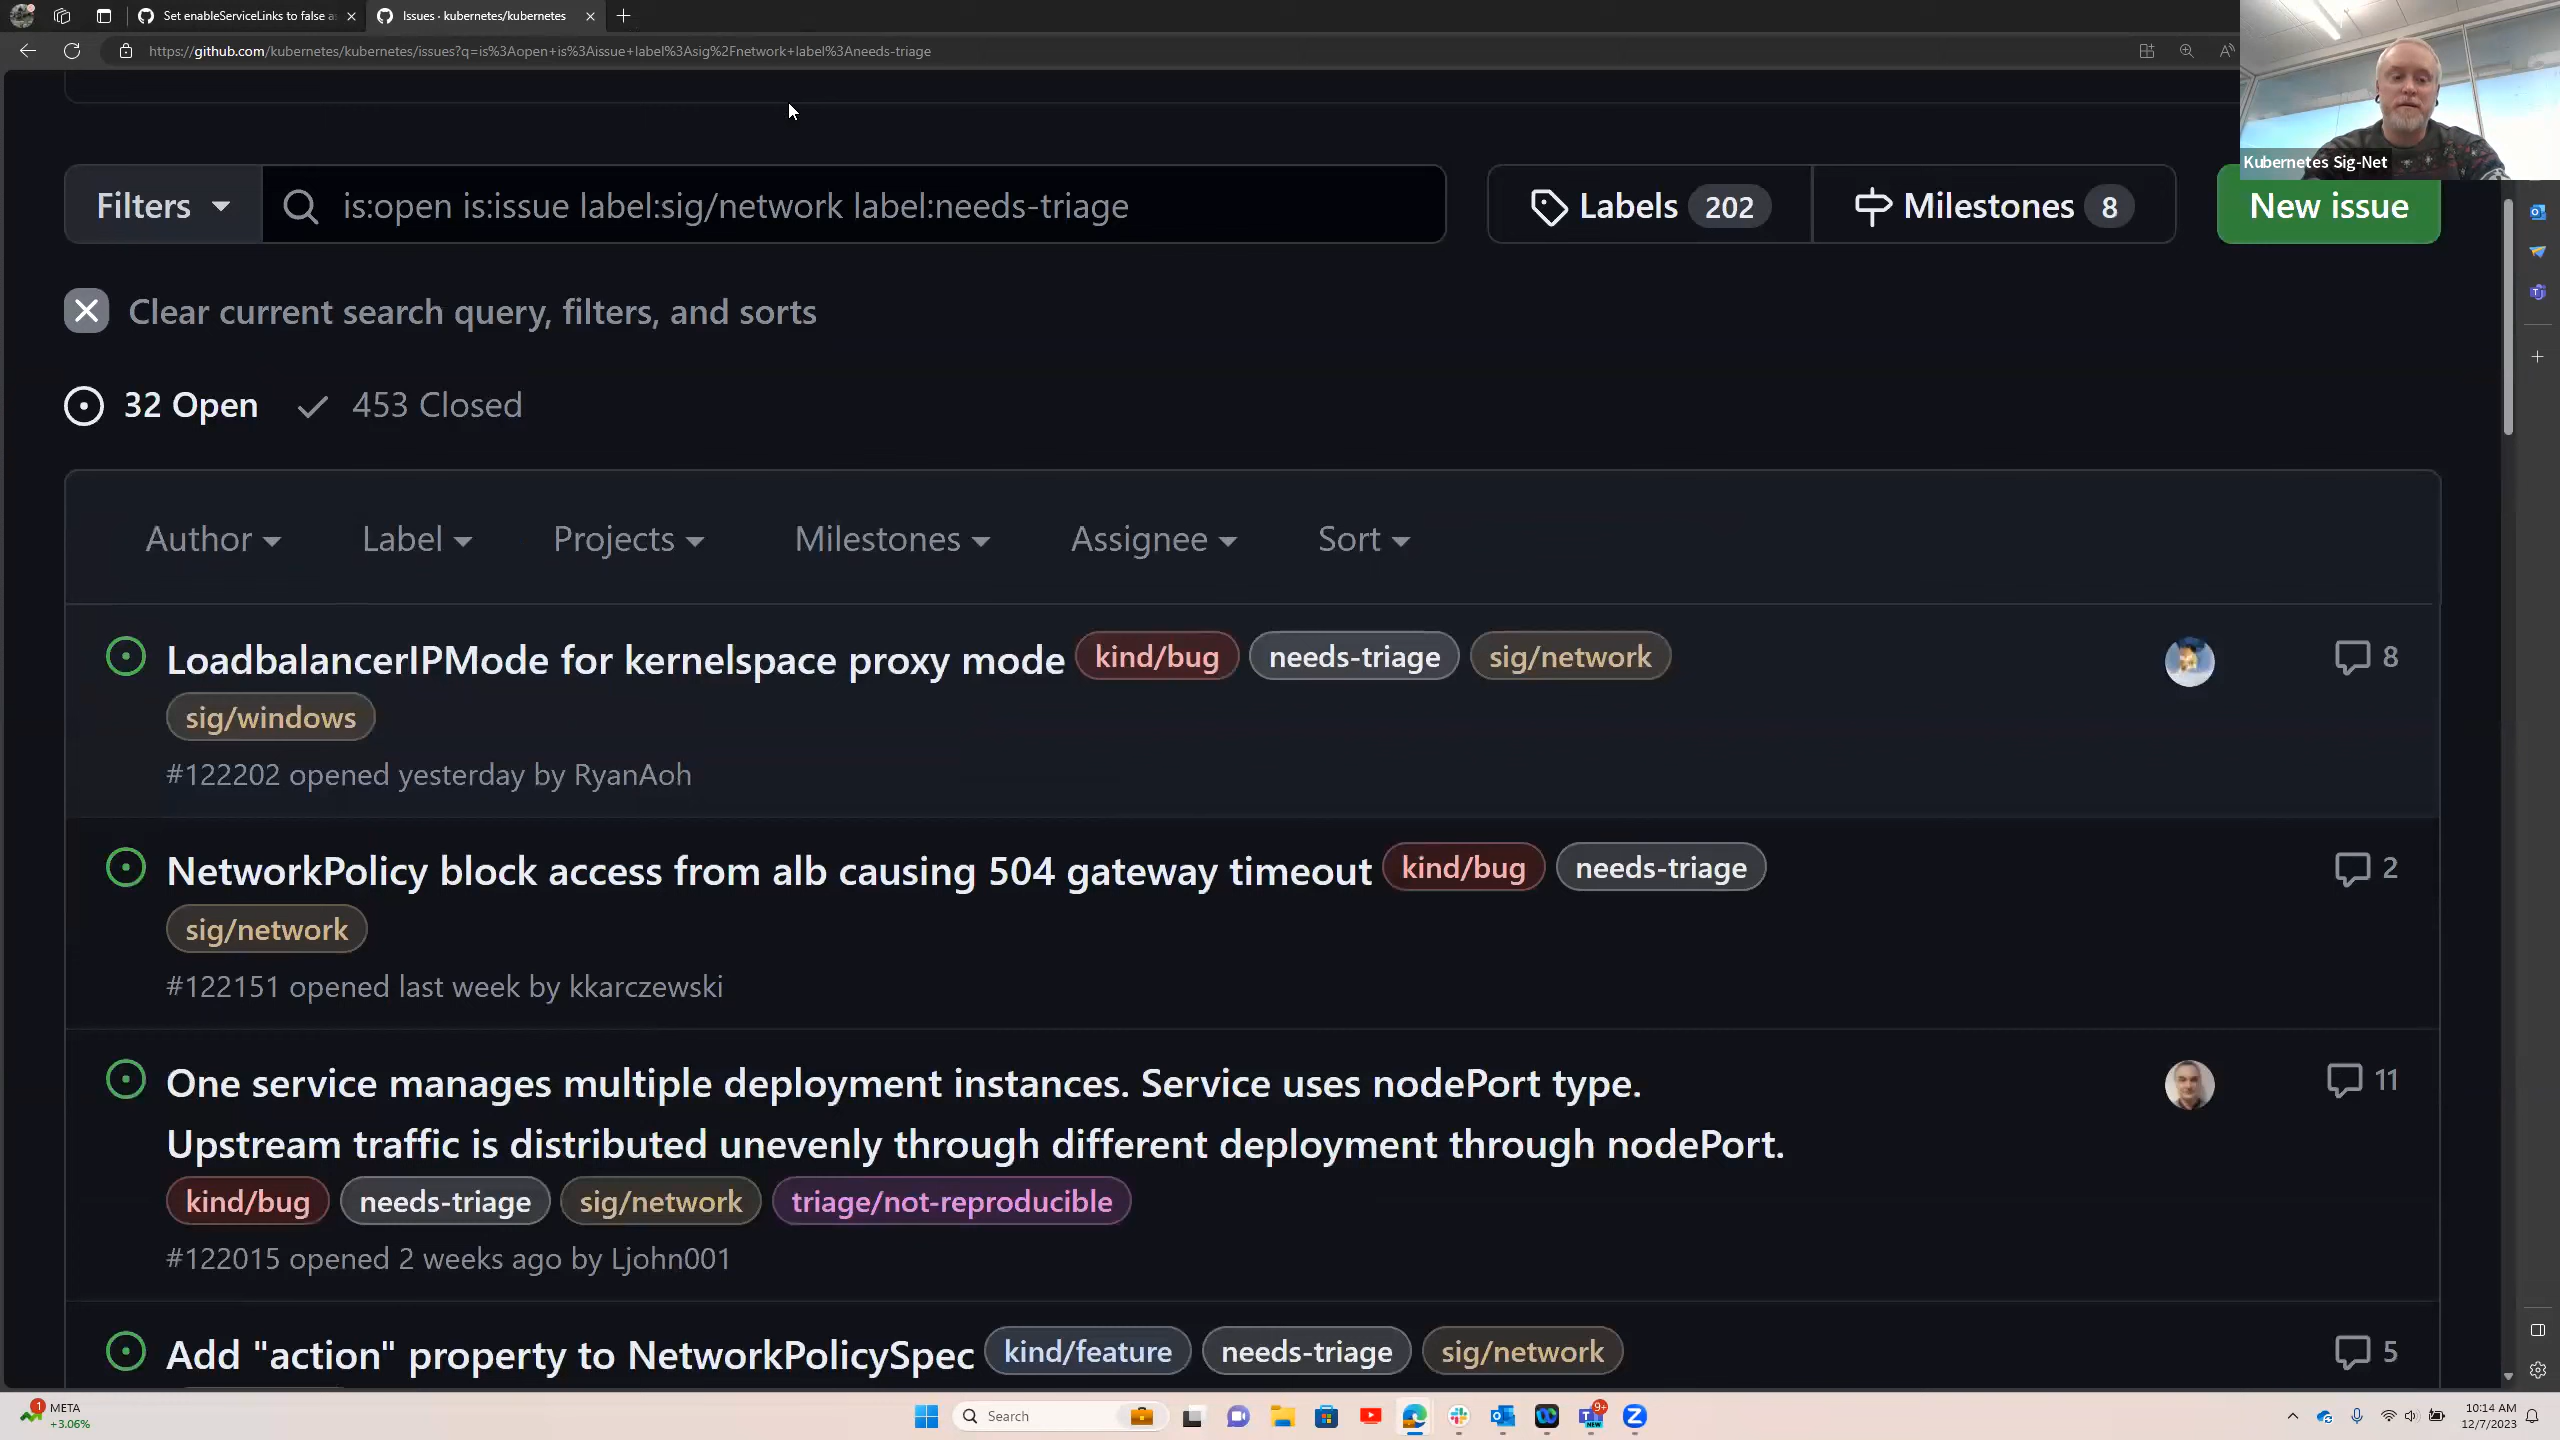 Set enableServiceLinks to false a
Issues · kubernetes/kubernetes
https://github.com/kubernetes/kubernetes/issues?q=is%3Aopen+is%3Aissue+label%3Asig%2Fnetwork+label%3Aneeds-triage
Kubernetes Sig-Net
Filters
is:open is:issue label:sig/network label:needs-triage
Labels 202
Milestones 8
New issue
Clear current search query, filters, and sorts
32 Open
453 Closed
Author
Label
Projects
Milestones
Assignee
Sort
LoadbalancerIPMode for kernelspace proxy mode kind/bug needs-triage sig/network
8
sig/windows
#122202 opened yesterday by RyanAoh
NetworkPolicy block access from alb causing 504 gateway timeout kind/bug needs-triage
2
sig/network
#122151 opened last week by kkarczewski
One service manages multiple deployment instances. Service uses nodePort type.
11
Upstream traffic is distributed unevenly through different deployment through nodePort.
kind/bug needs-triage sig/network triage/not-reproducible
#122015 opened 2 weeks ago by Ljohn001
Add "action" property to NetworkPolicySpec kind/feature needs-triage sig/network
5
1
META
+3.06%
Search
9+
NEW
10:14 AM
12/7/2023